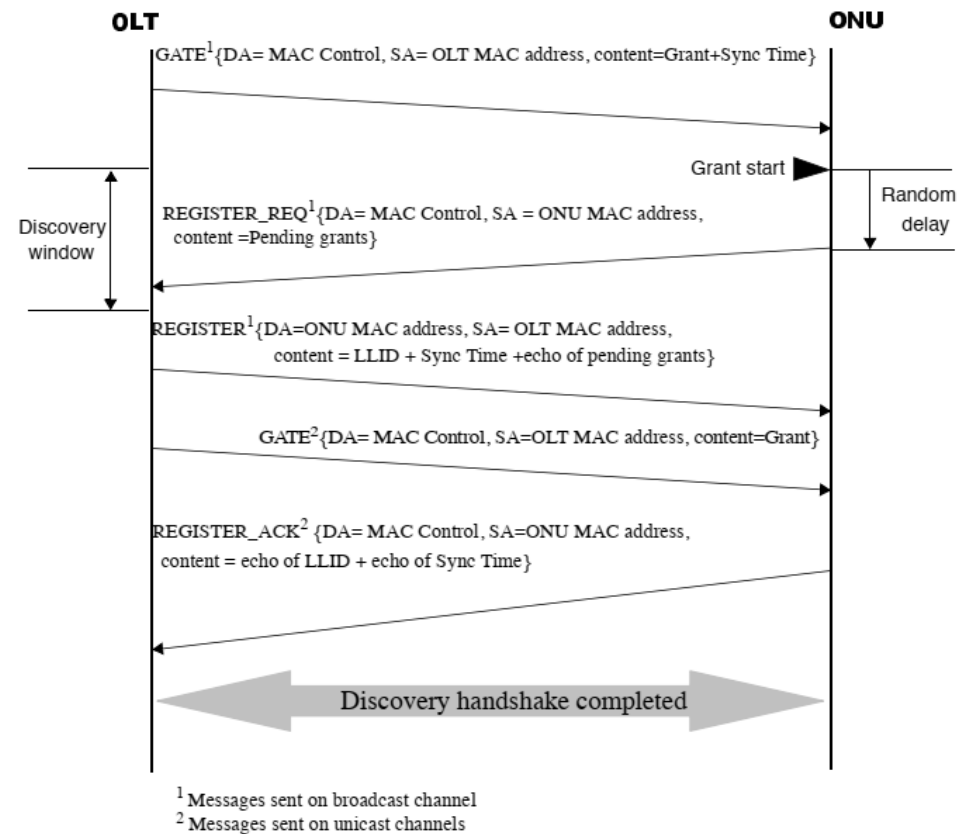 OLT
ONU
GATE¹{DA= MAC Control, SA= OLT MAC address, content=Grant+Sync Time}
Grant start
Discovery
window
Random
delay
REGISTER_REQ¹{DA= MAC Control, SA = ONU MAC address,
content =Pending grants}
REGISTER¹{DA=ONU MAC address, SA= OLT MAC address,
content = LLID + Sync Time +echo of pending grants}
GATE²{DA= MAC Control, SA=OLT MAC address, content=Grant}
REGISTER_ACK² {DA= MAC Control, SA=ONU MAC address,
content = echo of LLID + echo of Sync Time}
Discovery handshake completed
¹ Messages sent on broadcast channel
² Messages sent on unicast channels